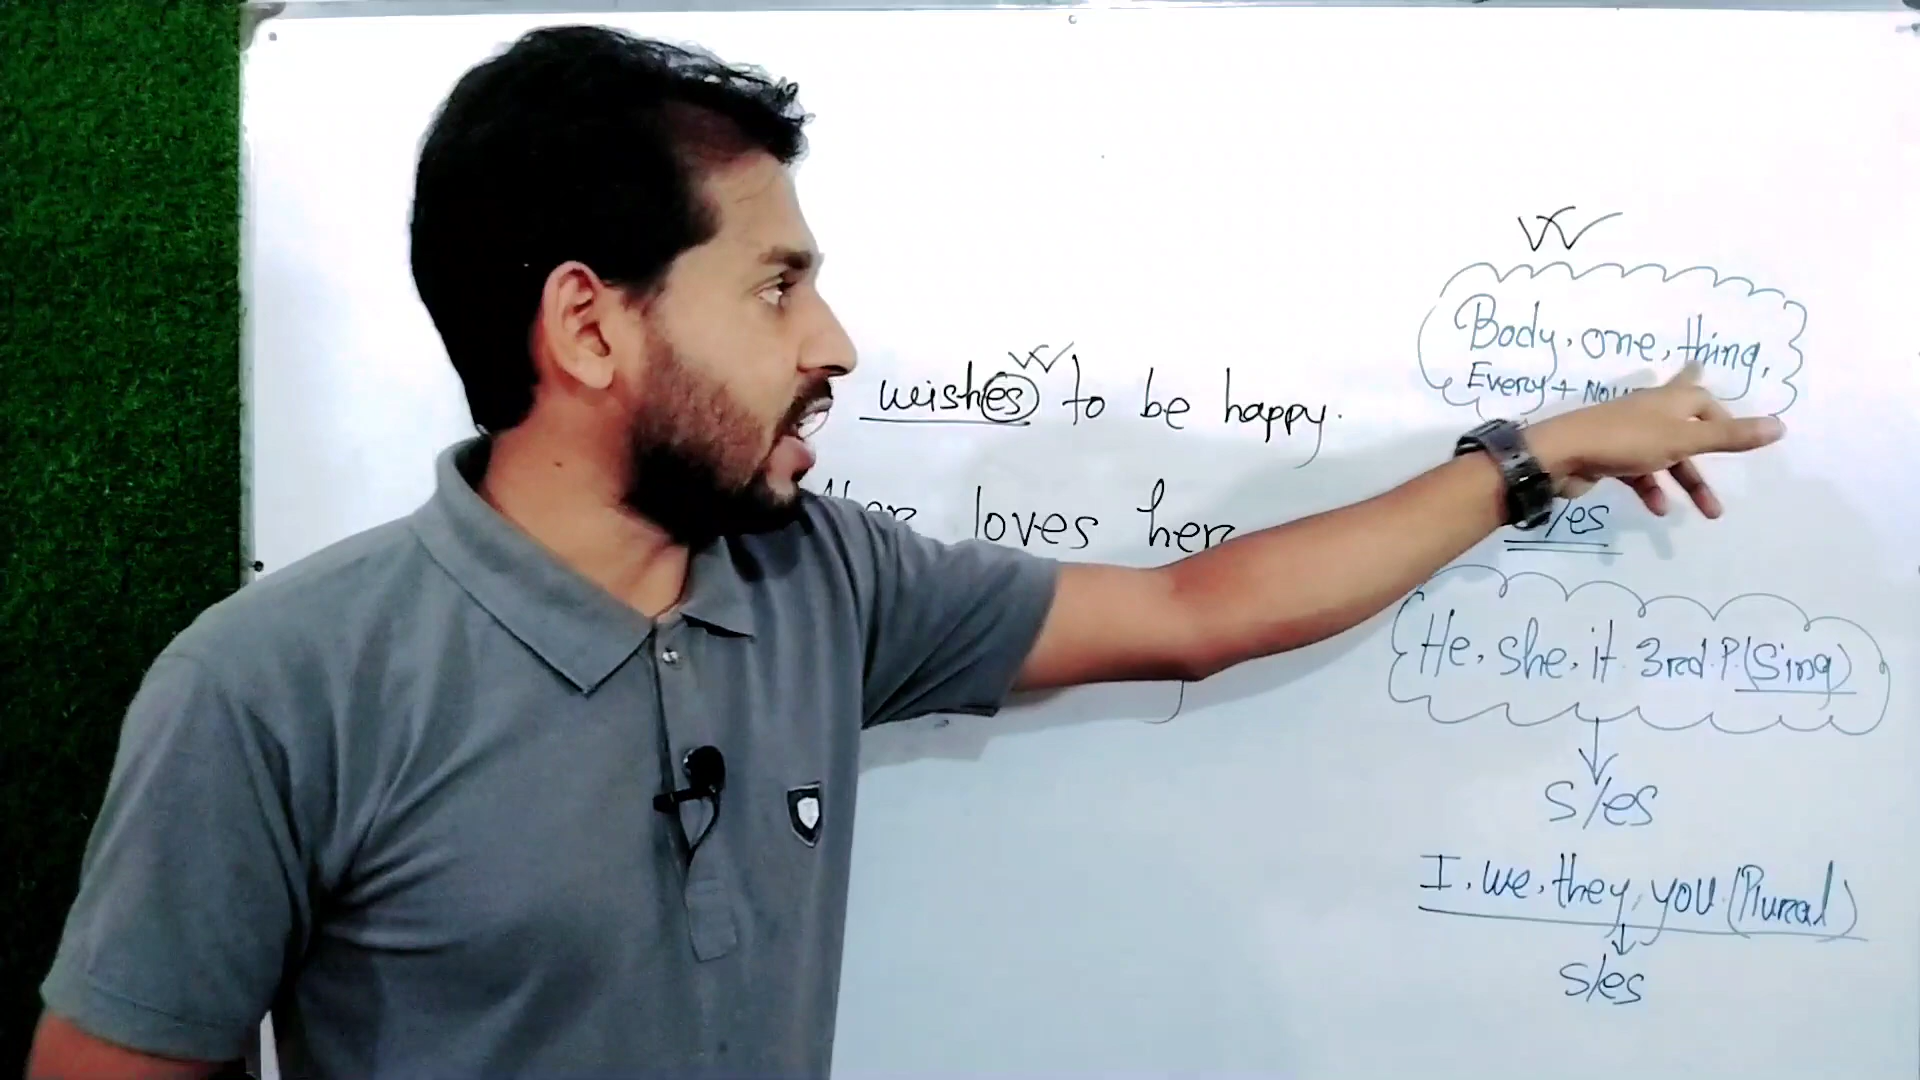 wishes to be happy.
loves her
Body, one, thing,
Every +
s/es
He, she, it 3rd P. (Sing)
s/es
I, we, they, you (Plural)
s/es